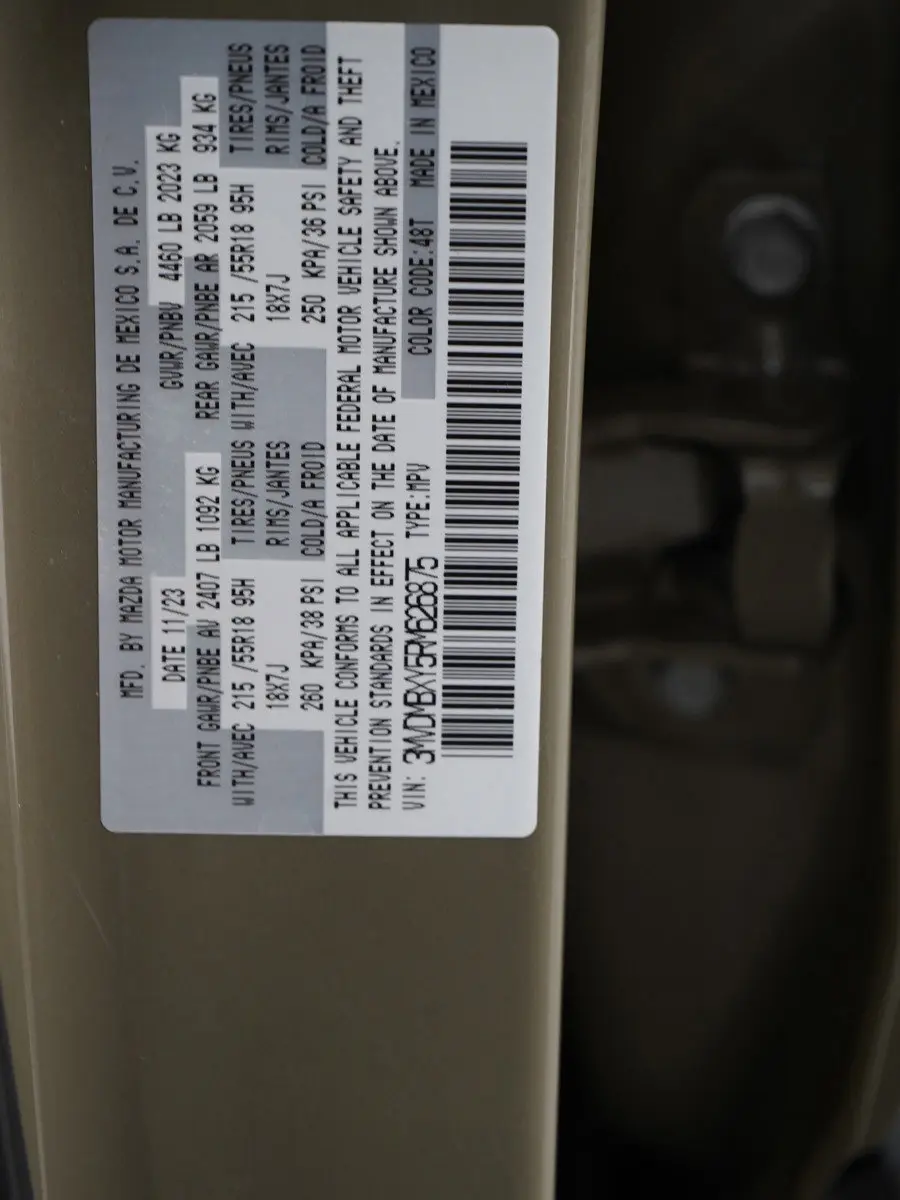 MFD. BY MAZDA MOTOR MANUFACTURING DE MEXICO S.A. DE C.V.
DATE 11/23 GVWR/PNBV 4460 LB 2023 KG
FRONT GAWR/PNBE AV 2407 LB 1092 KG REAR GAWR/PNBE AR 2059 LB 934 KG
WITH/AVEC 215 /55R18 95H TIRES/PNEUS WITH/AVEC 215 /55R18 95H TIRES/PNEUS
18X7J RIMS/JANTES 18X7J RIMS/JANTES
260 KPA/38 PSI COLD/A FROID 250 KPA/36 PSI COLD/A FROID
THIS VEHICLE CONFORMS TO ALL APPLICABLE FEDERAL MOTOR VEHICLE SAFETY AND THEFT
PREVENTION STANDARDS IN EFFECT ON THE DATE OF MANUFACTURE SHOWN ABOVE.
VIN: 3MVDMBXY5RM626875 TYPE:MPV COLOR CODE:48T MADE IN MEXICO